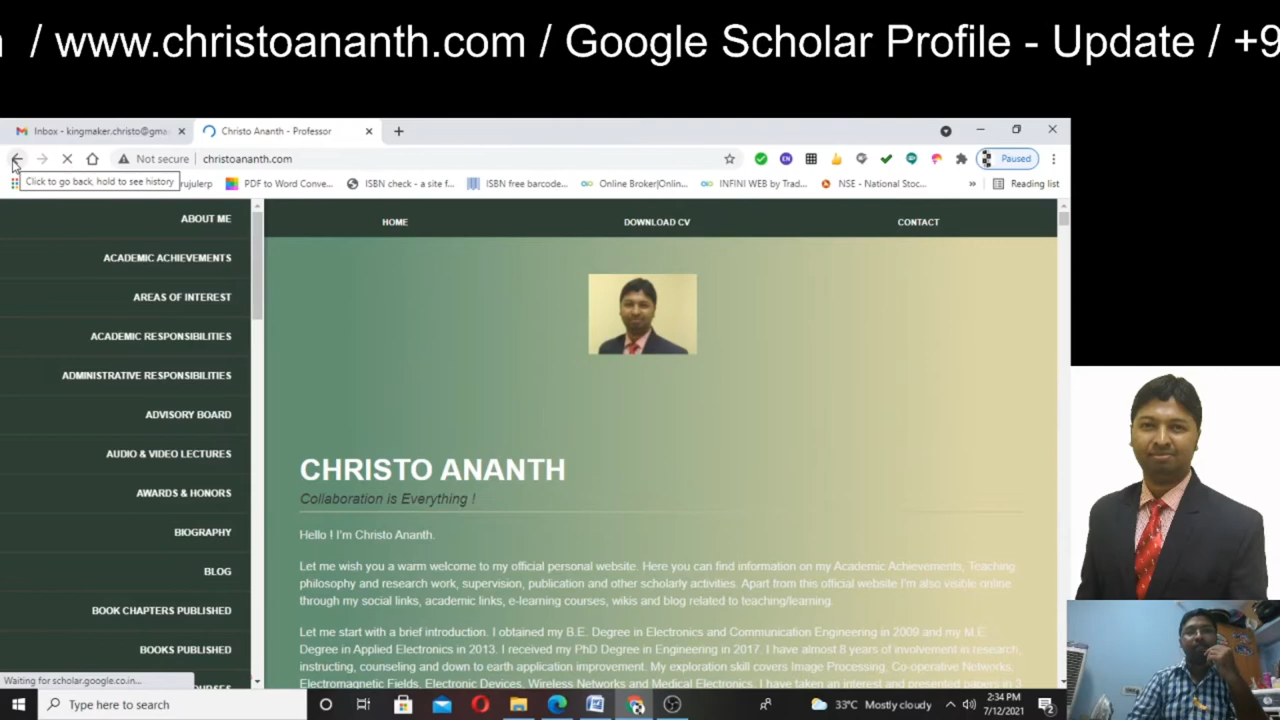 / www.christoananth.com / Google Scholar Profile - Update / +9
Inbox - kingmaker.christo@gma
Christo Ananth - Professor
Not secure
christoananth.com
Paused
Click to go back, hold to see history
rujulerp
PDF to Word Conve...
ISBN check - a site f...
ISBN free barcode...
Online Broker|Onlin...
INFINI WEB by Trad...
NSE - National Stoc...
»
Reading list
ABOUT ME
ACADEMIC ACHIEVEMENTS
AREAS OF INTEREST
ACADEMIC RESPONSIBILITIES
ADMINISTRATIVE RESPONSIBILITIES
ADVISORY BOARD
AUDIO & VIDEO LECTURES
AWARDS & HONORS
BIOGRAPHY
BLOG
BOOK CHAPTERS PUBLISHED
BOOKS PUBLISHED
HOME
DOWNLOAD CV
CONTACT
CHRISTO ANANTH
Collaboration is Everything !
Hello ! I'm Christo Ananth.
Let me wish you a warm welcome to my official personal website. Here you can find information on my Academic Achievements, Teaching
philosophy and research work, supervision, publication and other scholarly activities. Apart from this official website I'm also visible online
through my social links, academic links, e-learning courses, wikis and blog related to teaching/learning.
Let me start with a brief introduction. I obtained my B.E. Degree in Electronics and Communication Engineering in 2009 and my M.E.
Degree in Applied Electronics in 2013. I received my PhD Degree in Engineering in 2017. I have almost 8 years of involvement in research,
instructing, counseling and down to earth application improvement. My exploration skill covers Image Processing, Co-operative Networks,
Electromagnetic Fields, Electronic Devices, Wireless Networks and Medical Electronics. I have taken an interest and presented papers in 3
Waiting for scholar.google.co.in...
Type here to search
33°C Mostly cloudy
2:34 PM
7/12/2021
2